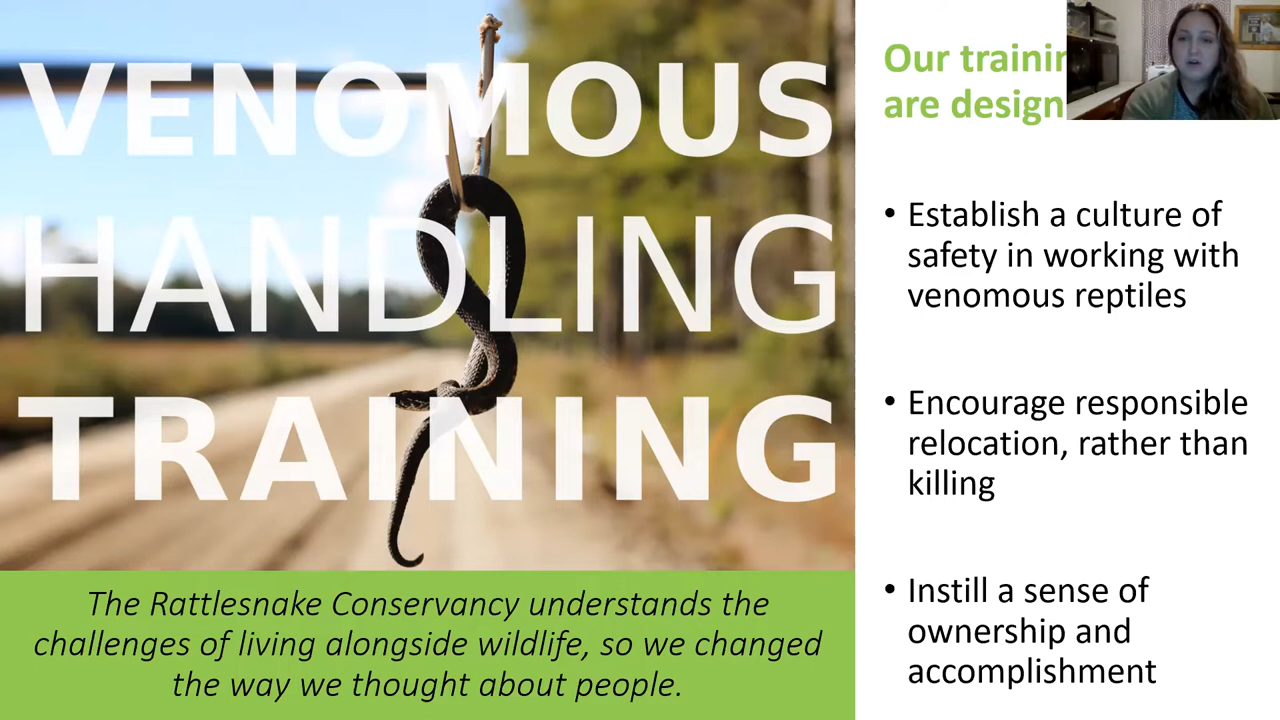 VENOMOUS
HANDLING
TRAINING
The Rattlesnake Conservancy understands the
challenges of living alongside wildlife, so we changed
the way we thought about people.
Our
are
• Establish a culture of
safety in working with
venomous reptiles
• Encourage responsible
relocation, rather than
killing
• Instill a sense of
ownership and
accomplishment